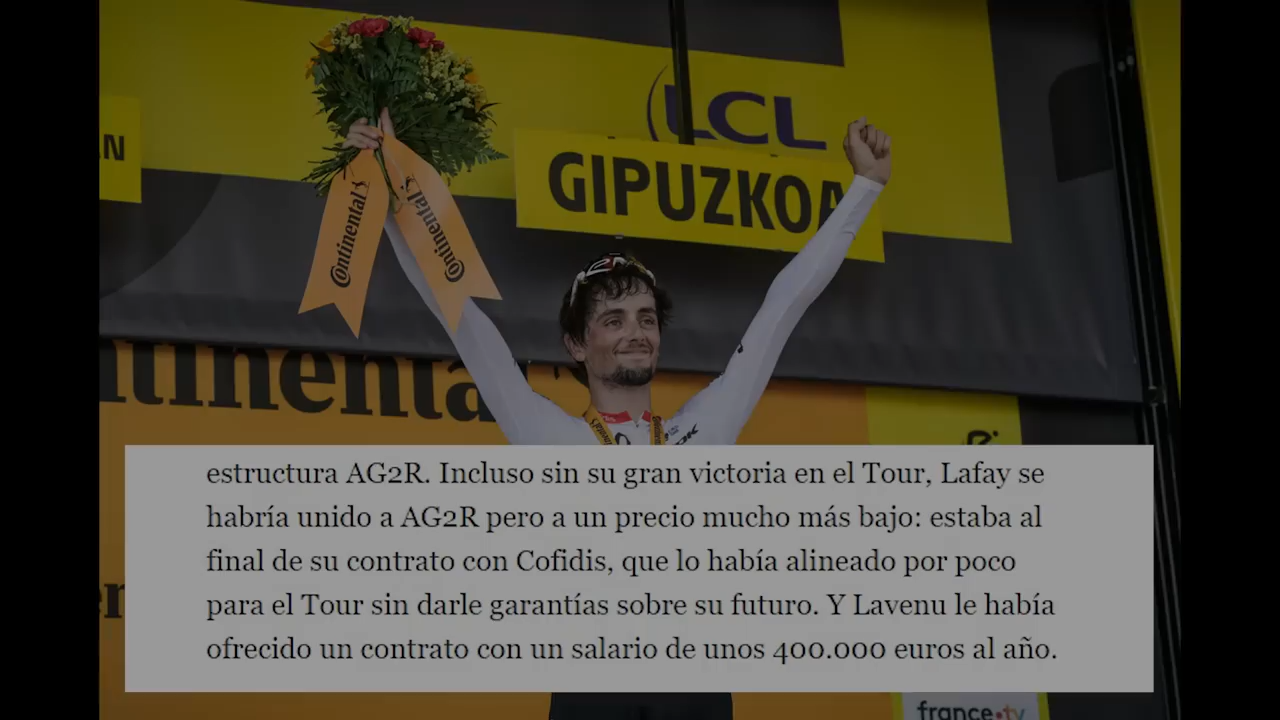 LCL
GIPUZKOA
Continental
Continental
estructura AG2R. Incluso sin su gran victoria en el Tour, Lafay se
habría unido a AG2R pero a un precio mucho más bajo: estaba al
final de su contrato con Cofidis, que lo había alineado por poco
para el Tour sin darle garantías sobre su futuro. Y Lavenu le había
ofrecido un contrato con un salario de unos 400.000 euros al año.
france•tv